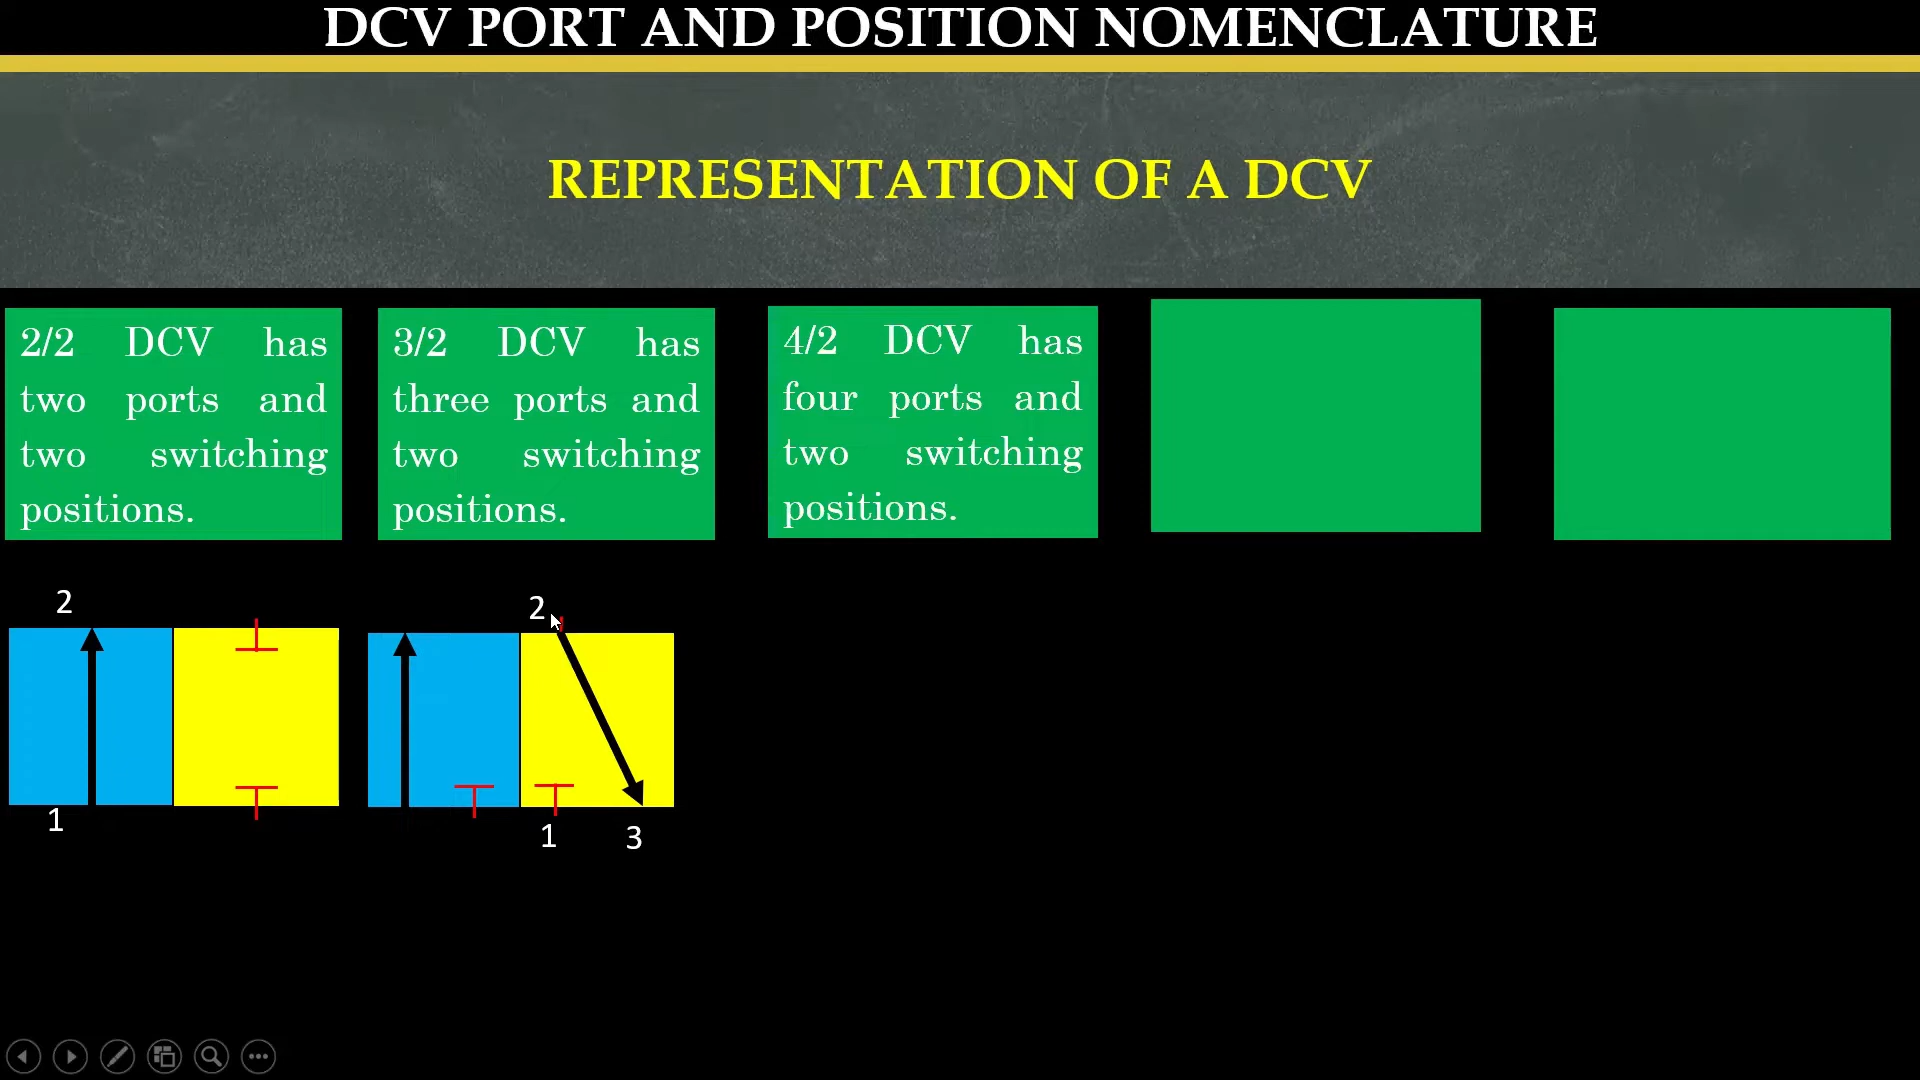 DCV PORT AND POSITION NOMENCLATURE
REPRESENTATION OF A DCV
2/2 DCV has
two ports and
two switching
positions.
3/2 DCV has
three ports and
two switching
positions.
4/2 DCV has
four ports and
two switching
positions.
2
1
2
1
3